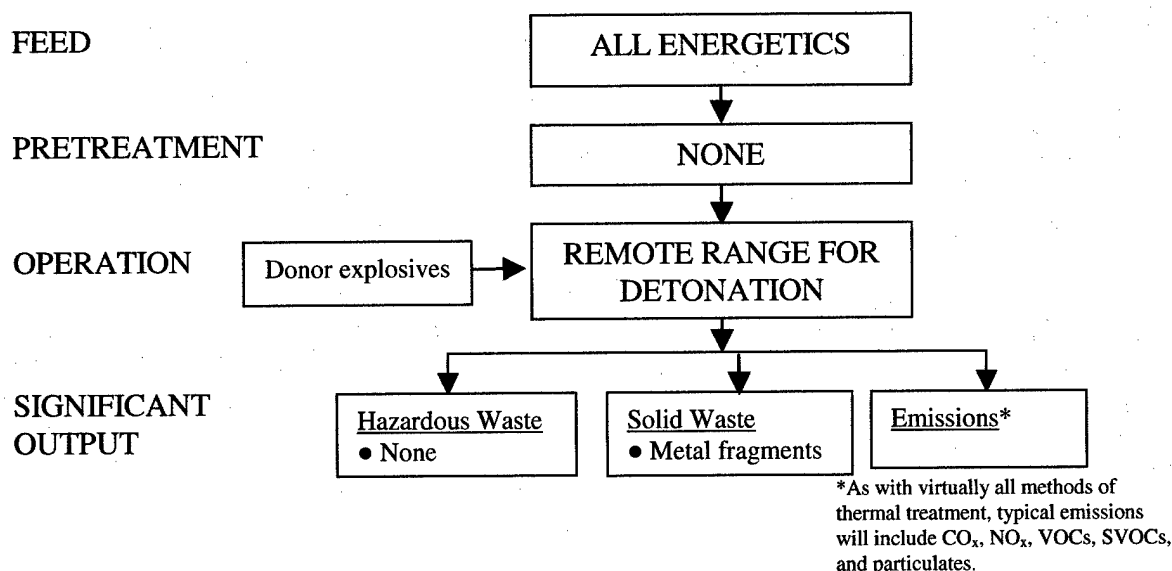 FEED
ALL ENERGETICS
PRETREATMENT
NONE
OPERATION
Donor explosives
REMOTE RANGE FOR
DETONATION
SIGNIFICANT
OUTPUT
Hazardous Waste
● None
Solid Waste
● Metal fragments
Emissions*
*As with virtually all methods of
thermal treatment, typical emissions
will include COx, NOx, VOCs, SVOCs,
and particulates.